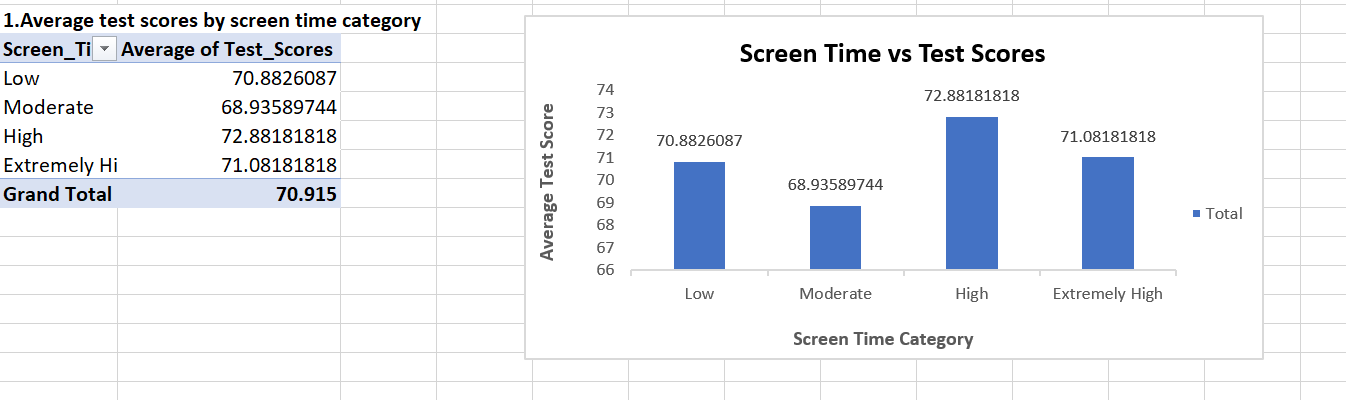 1.Average test scores by screen time category
Screen_Ti Average of Test_Scores
Low 70.8826087
Moderate 68.93589744
High 72.88181818
Extremely Hi 71.08181818
Grand Total 70.915
Screen Time vs Test Scores
Average Test Score
74
73
72
71
70
69
68
67
66
70.8826087
68.93589744
72.88181818
71.08181818
Low Moderate High Extremely High
Screen Time Category
Total